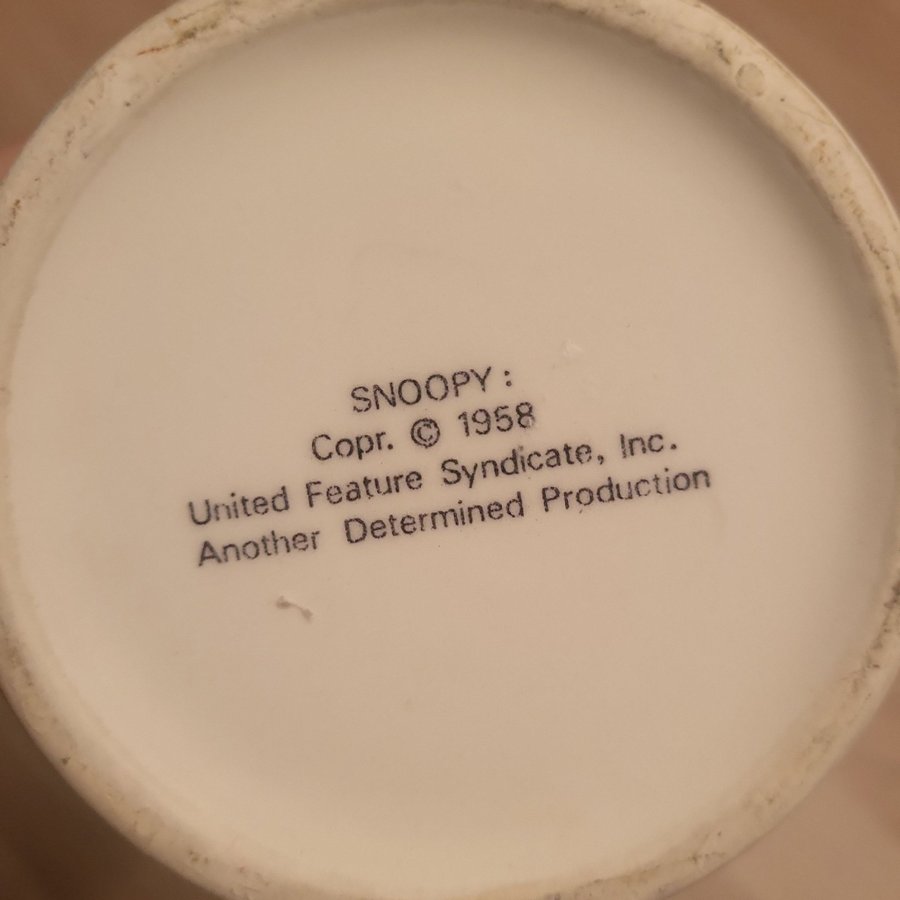 SNOOPY:
Copr. © 1958
United Feature Syndicate, Inc.
Another Determined Production